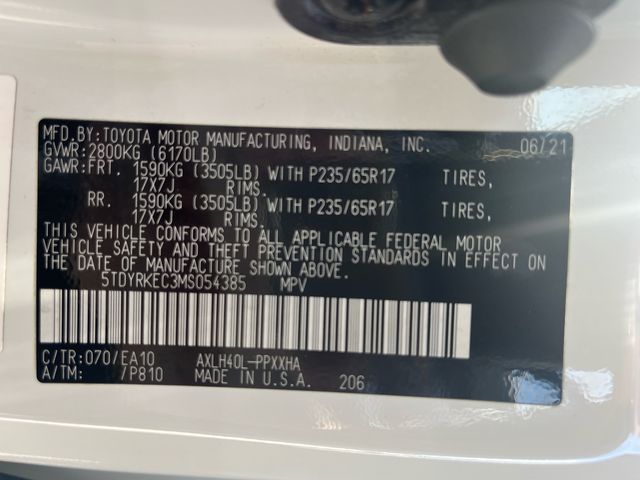 MFD.BY:TOYOTA MOTOR MANUFACTURING, INDIANA, INC. 06/21
GVWR:2800KG (6170LB)
GAWR:FRT. 1590KG (3505LB) WITH P235/65R17 TIRES,
17X7J RIMS.
RR. 1590KG (3505LB) WITH P235/65R17 TIRES,
17X7J RIMS.
THIS VEHICLE CONFORMS TO ALL APPLICABLE FEDERAL MOTOR
VEHICLE SAFETY AND THEFT PREVENTION STANDARDS IN EFFECT ON
THE DATE OF MANUFACTURE SHOWN ABOVE.
5TDYRKEC3MS054385 MPV
C/TR:070/EA10 AXLH40L-PPXXHA
A/TM: /P810 MADE IN U.S.A. 206